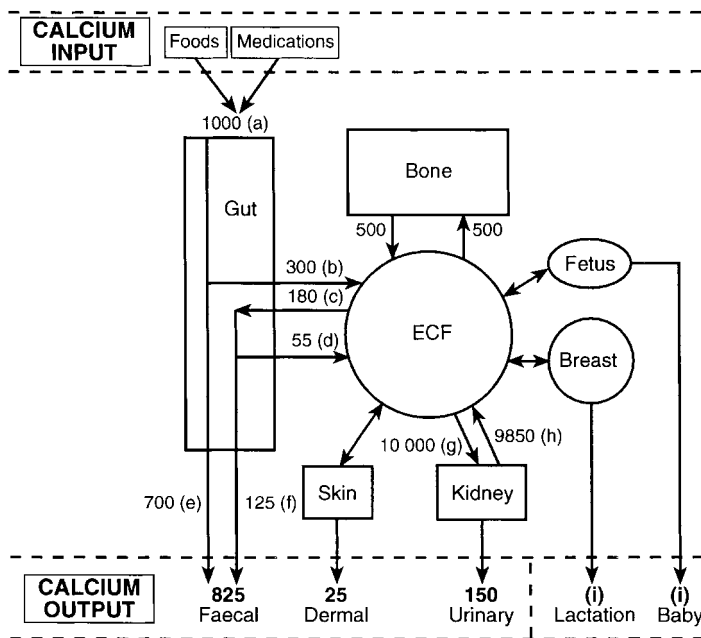 CALCIUM
INPUT
Foods
Medications
1000 (a)
Bone
Gut
500
500
300 (b)
Fetus
180 (c)
ECF
55 (d)
Breast
9850 (h)
10 000 (g)
Skin
Kidney
700 (e)
125 (f)
CALCIUM
OUTPUT
825
25
150
(i)
(i)
Faecal
Dermal
Urinary
Lactation
Baby